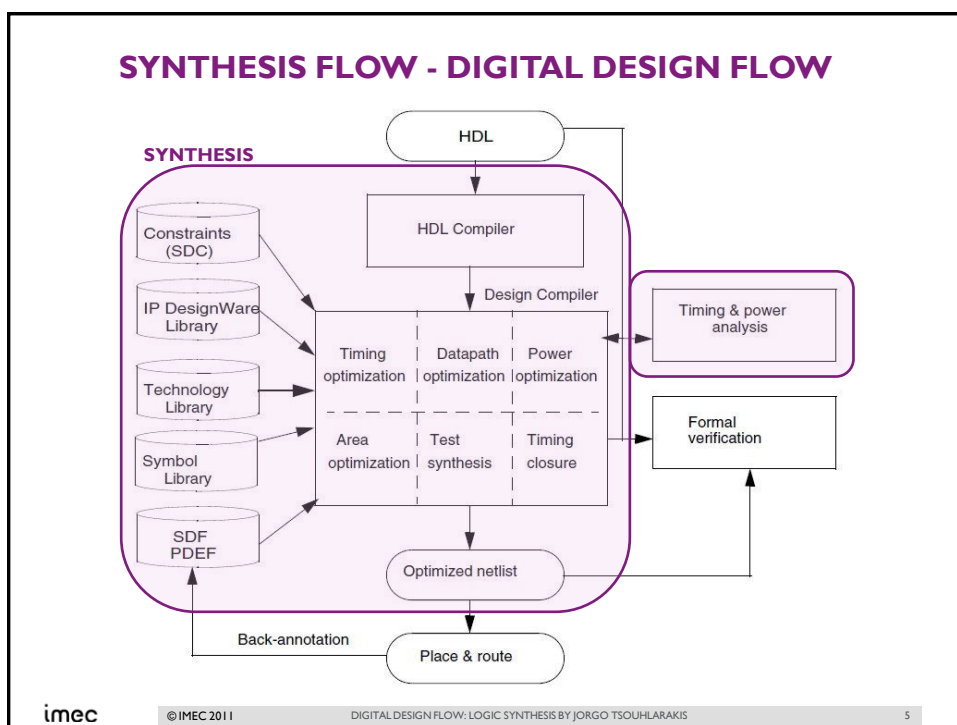 SYNTHESIS FLOW - DIGITAL DESIGN FLOW
HDL
SYNTHESIS
Constraints
(SDC)
HDL Compiler
Design Compiler
IP DesignWare
Library
Timing & power
analysis
Timing
optimization
Datapath
optimization
Power
optimization
Technology
Library
Area
optimization
Test
synthesis
Timing
closure
Formal
verification
Symbol
Library
SDF
PDEF
Optimized netlist
Back-annotation
Place & route
imec
© IMEC 2011
DIGITAL DESIGN FLOW: LOGIC SYNTHESIS BY JORGO TSOUHLARAKIS
5